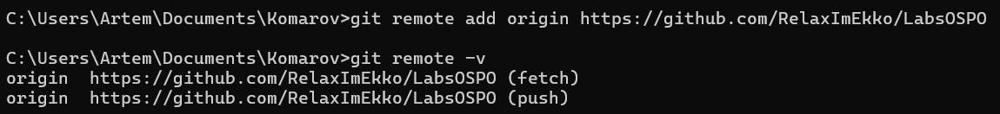 C:\Users\Artem\Documents\Komarov>git remote add origin https://github.com/RelaxImEkko/LabsOSPO
C:\Users\Artem\Documents\Komarov>git remote -v
origin  https://github.com/RelaxImEkko/LabsOSPO (fetch)
origin  https://github.com/RelaxImEkko/LabsOSPO (push)